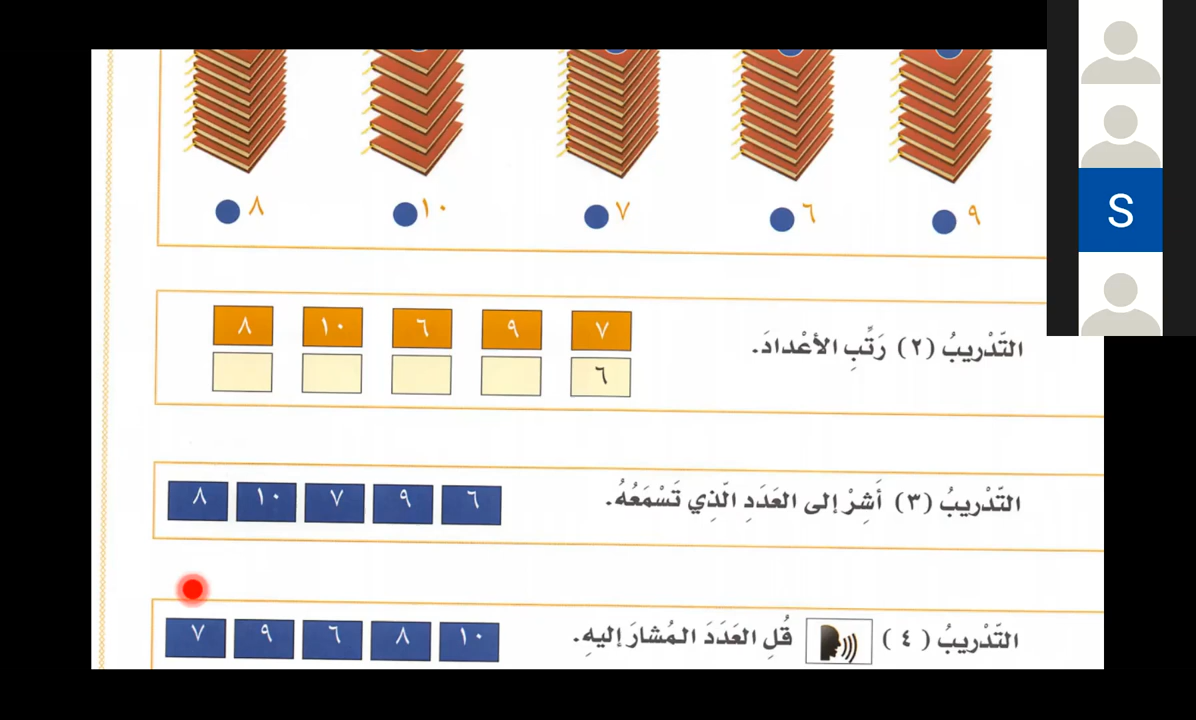 ٩ ٦ ٧ ١٠ ٨
S
التّدْريبُ (٢) رَتِّبِ الأعْدادَ.
٧ ٩ ٦ ١٠ ٨
٦
التّدْريبُ (٣) أَشِرْ إلى العَدَدِ الّذِي تَسْمَعُهُ.
٦ ٩ ٧ ١٠ ٨
التّدْريبُ (٤) قُلِ العَدَدَ المُشارَ إليهِ.
١٠ ٨ ٦ ٩ ٧